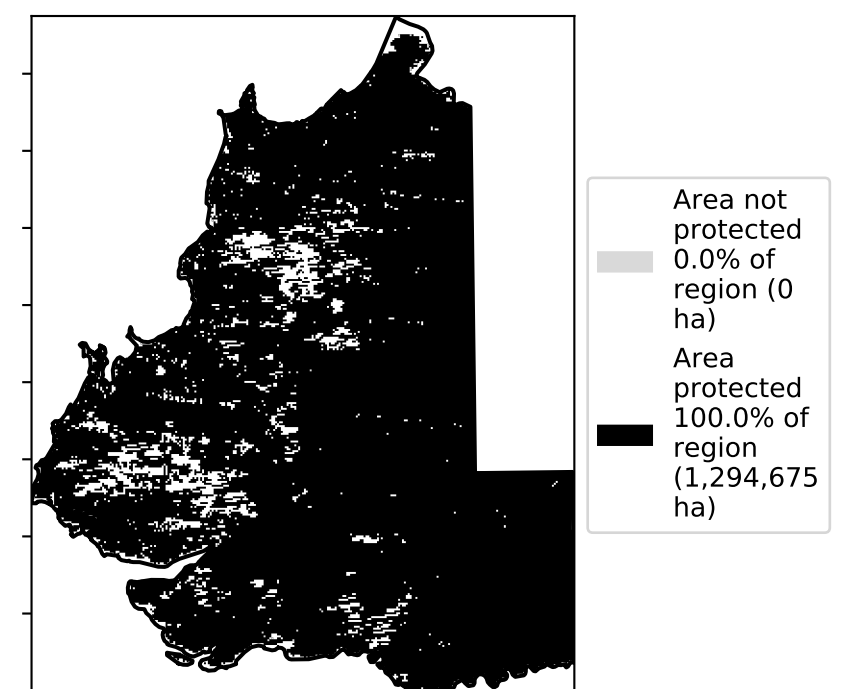 Area not
protected
0.0% of
region (0
ha)
Area
protected
100.0% of
region
(1,294,675
ha)